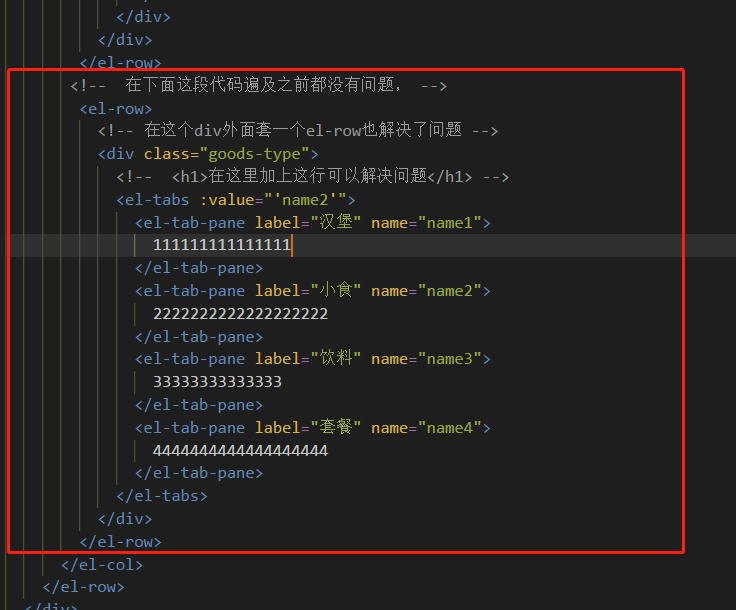 </div>
</div>
</el-row>
<!--  在下面这段代码遍及之前都没有问题， -->
<el-row>
<!-- 在这个div外面套一个el-row也解决了问题 -->
<div class="goods-type">
<!--  <h1>在这里加上这行可以解决问题</h1> -->
<el-tabs :value="'name2'">
<el-tab-pane label="汉堡" name="name1">
111111111111111
</el-tab-pane>
<el-tab-pane label="小食" name="name2">
2222222222222222222
</el-tab-pane>
<el-tab-pane label="饮料" name="name3">
33333333333333
</el-tab-pane>
<el-tab-pane label="套餐" name="name4">
4444444444444444444
</el-tab-pane>
</el-tabs>
</div>
</el-row>
</el-col>
</el-row>
</div>